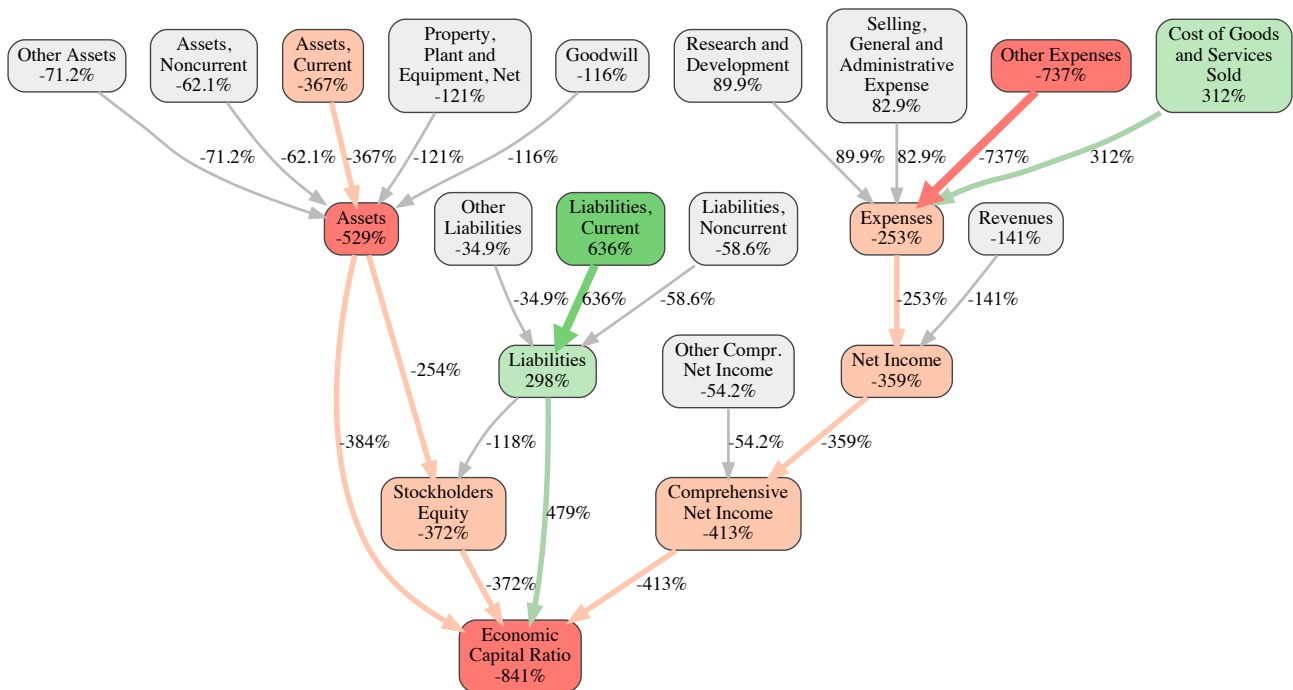 Other Assets
-71.2%
Assets,
Noncurrent
-62.1%
Assets,
Current
-367%
Property,
Plant and
Equipment, Net
-121%
Goodwill
-116%
Research and
Development
89.9%
Selling,
General and
Administrative
Expense
82.9%
Other Expenses
-737%
Cost of Goods
and Services
Sold
312%
-71.2%
-62.1%
-367%
-121%
-116%
89.9%
82.9%
-737%
312%
Assets
-529%
Other
Liabilities
-34.9%
Liabilities,
Current
636%
Liabilities,
Noncurrent
-58.6%
Expenses
-253%
Revenues
-141%
-34.9%
636%
-58.6%
-253%
-141%
-254%
Liabilities
298%
Other Compr.
Net Income
-54.2%
Net Income
-359%
-384%
-118%
-54.2%
-359%
Stockholders
Equity
-372%
479%
Comprehensive
Net Income
-413%
-372%
-413%
Economic
Capital Ratio
-841%